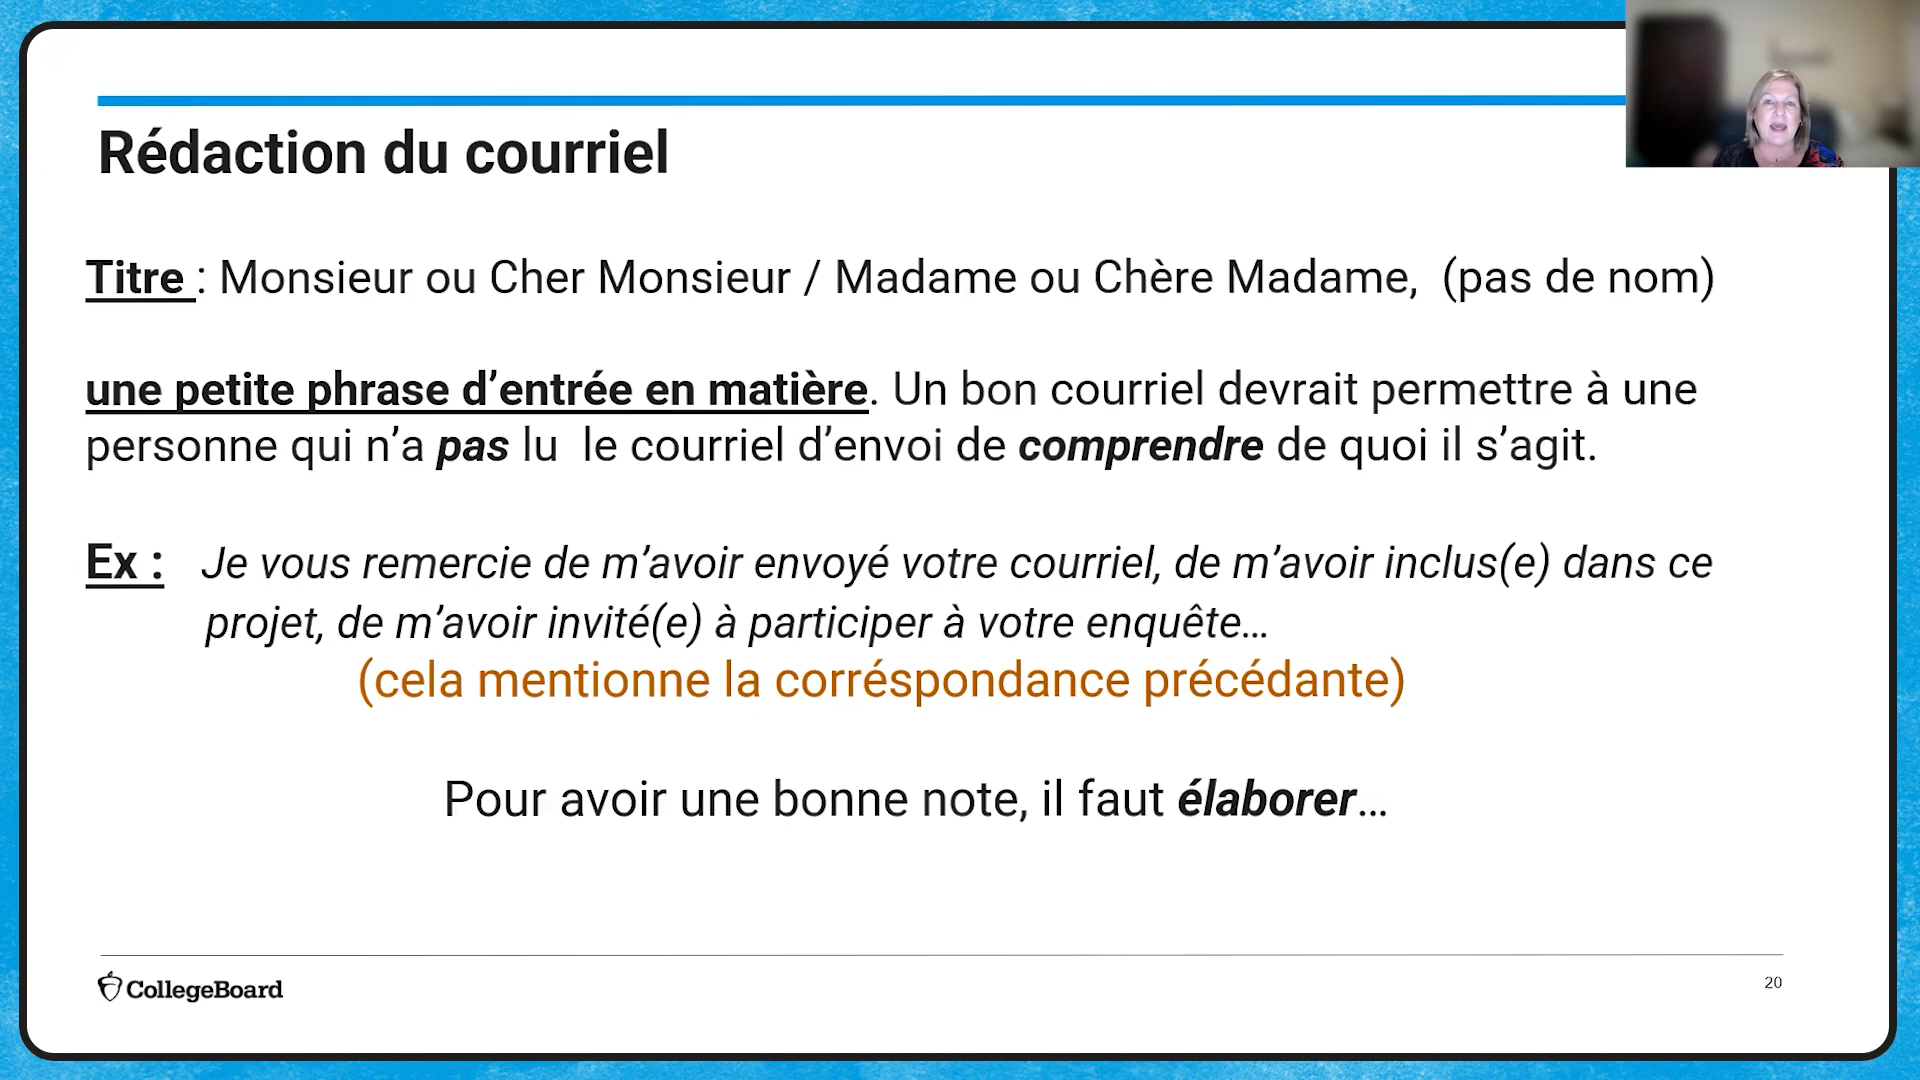 Rédaction du courriel
Titre : Monsieur ou Cher Monsieur / Madame ou Chère Madame, (pas de nom)
une petite phrase d’entrée en matière. Un bon courriel devrait permettre à une
personne qui n’a pas lu le courriel d’envoi de comprendre de quoi il s’agit.
Ex : Je vous remercie de m’avoir envoyé votre courriel, de m’avoir inclus(e) dans ce
projet, de m’avoir invité(e) à participer à votre enquête…
(cela mentionne la corréspondance précédante)
Pour avoir une bonne note, il faut élaborer…
CollegeBoard
20